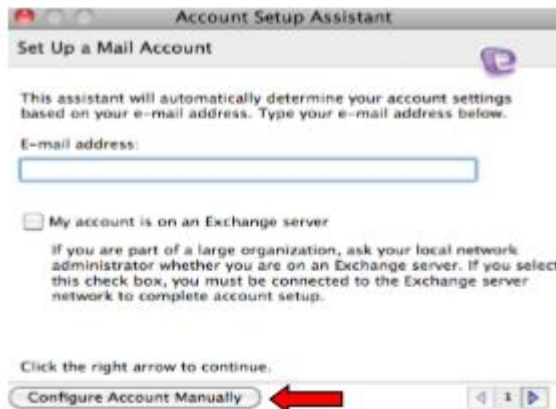 Account Setup Assistant
Set Up a Mail Account
This assistant will automatically determine your account settings
based on your e-mail address. Type your e-mail address below.
E-mail address:
My account is on an Exchange server
If you are part of a large organization, ask your local network
administrator whether you are on an Exchange server. If you select
this check box, you must be connected to the Exchange server
network to complete account setup.
Click the right arrow to continue.
Configure Account Manually
1